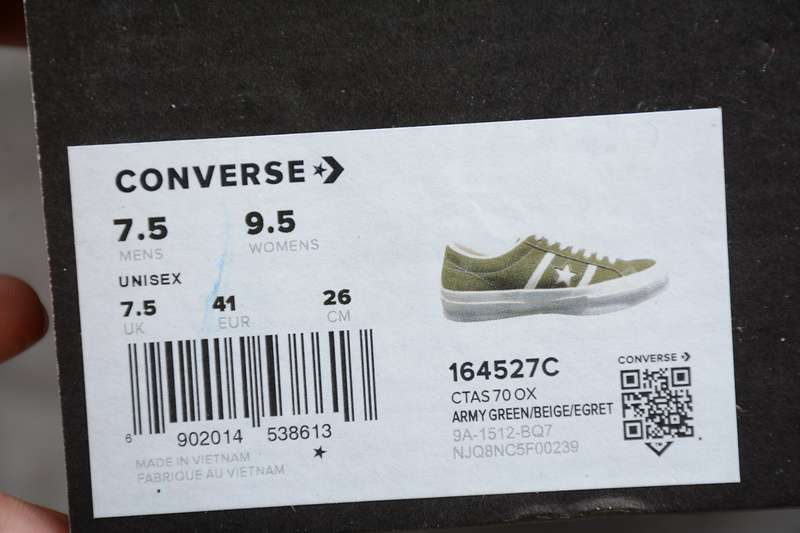 CONVERSE
7.5 9.5
MENS WOMENS
UNISEX
7.5 41 26
UK EUR CM
6 902014 538613
MADE IN VIETNAM
FABRIQUE AU VIETNAM
164527C
CTAS 70 OX
ARMY GREEN/BEIGE/EGRET
9A-1512-BQ7
NJQ8NC5F00239
CONVERSE